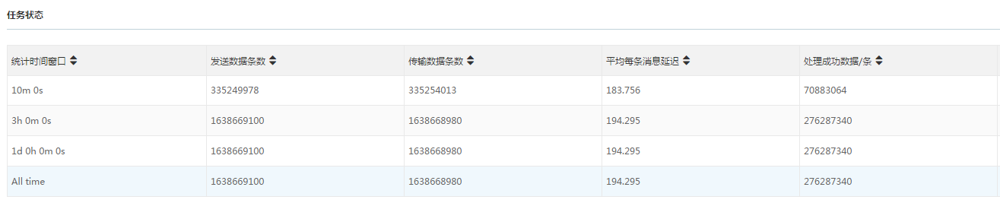 任务状态
统计时间窗口 发送数据条数 传输数据条数 平均每条消息延迟 处理成功数据/条
10m 0s 335249978 335254013 183.756 70883064
3h 0m 0s 1638669100 1638668980 194.295 276287340
1d 0h 0m 0s 1638669100 1638668980 194.295 276287340
All time 1638669100 1638668980 194.295 276287340